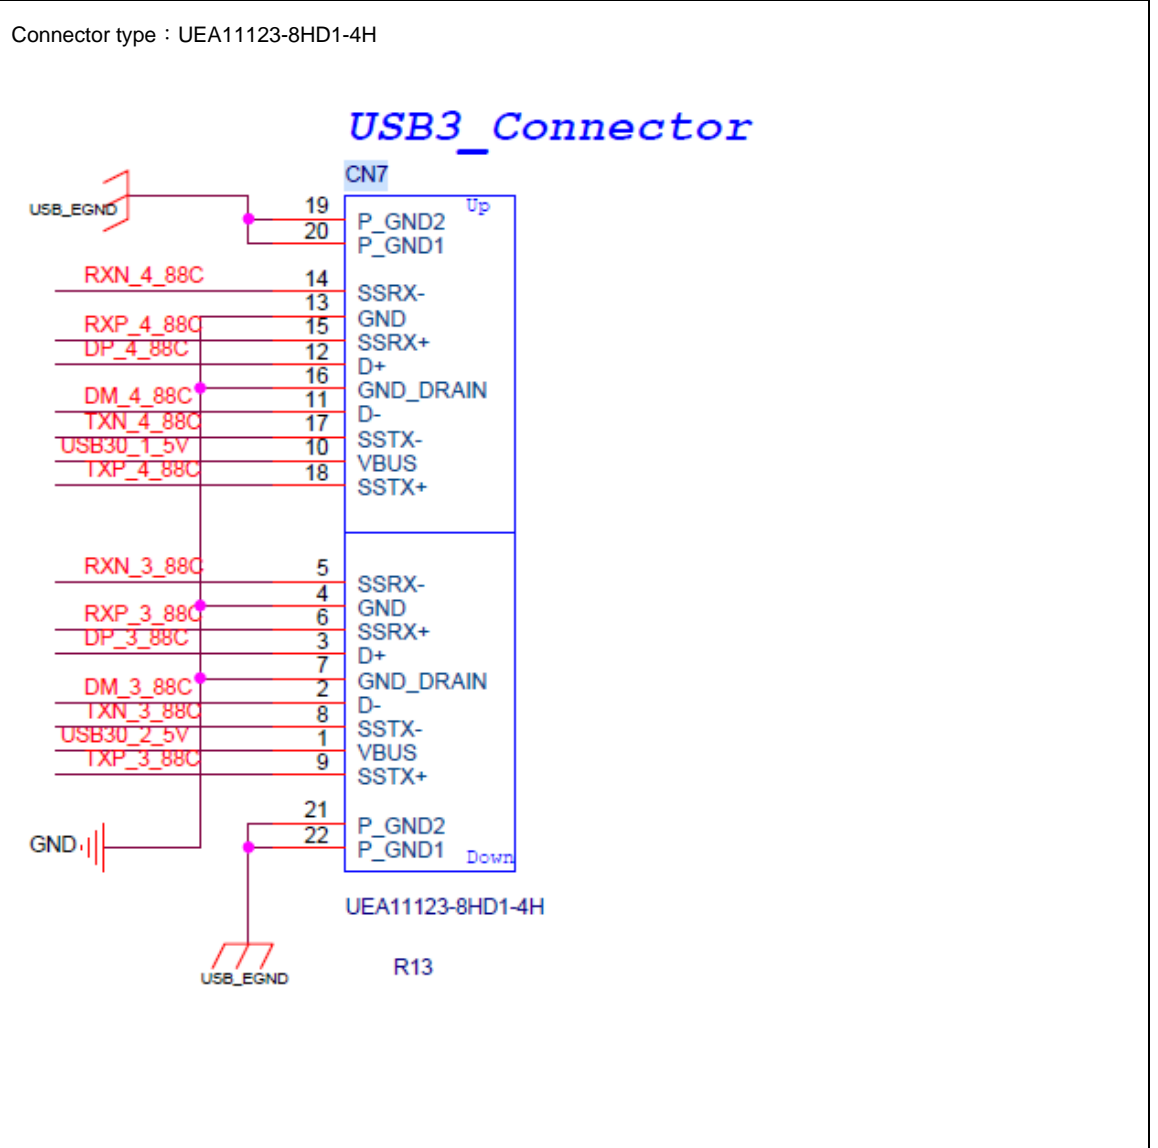 Connector type：UEA11123-8HD1-4H
USB3_Connector
CN7
Up
USB_EGND
19 P_GND2
20 P_GND1
RXN_4_88C 14 SSRX-
13 GND
RXP_4_88C 15 SSRX+
DP_4_88C 12 D+
16 GND_DRAIN
DM_4_88C 11 D-
TXN_4_88C 17 SSTX-
USB30_1_5V 10 VBUS
TXP_4_88C 18 SSTX+
RXN_3_88C 5 SSRX-
4 GND
RXP_3_88C 6 SSRX+
DP_3_88C 3 D+
7 GND_DRAIN
DM_3_88C 2 D-
TXN_3_88C 8 SSTX-
USB30_2_5V 1 VBUS
TXP_3_88C 9 SSTX+
21 P_GND2
GND 22 P_GND1 Down
UEA11123-8HD1-4H
R13
USB_EGND